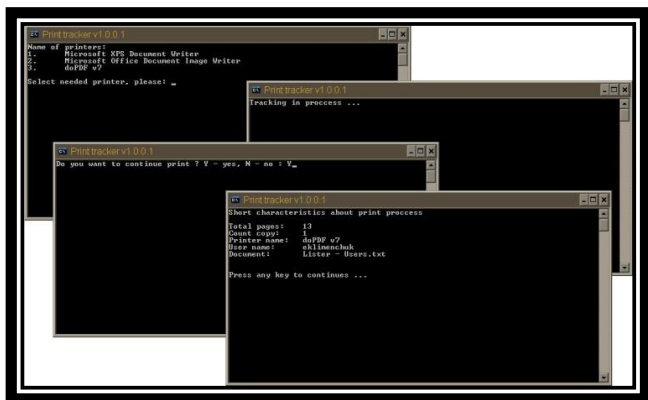 Print tracker v1.0.0.1
Name of printers:
1. Microsoft XPS Document Writer
2. Microsoft Office Document Image Writer
3. doPDF v7
Select needed printer, please: _
Print tracker v1.0.0.1
Tracking in proccess ...
Print tracker v1.0.0.1
Do you want to continue print ? Y - yes, N - no : Y_
Print tracker v1.0.0.1
Short characteristics about print proccess
Total pages: 13
Count copy: 1
Printer name: doPDF v7
User name: eklimenchuk
Document: Lister - Users.txt
Press any key to continues ...